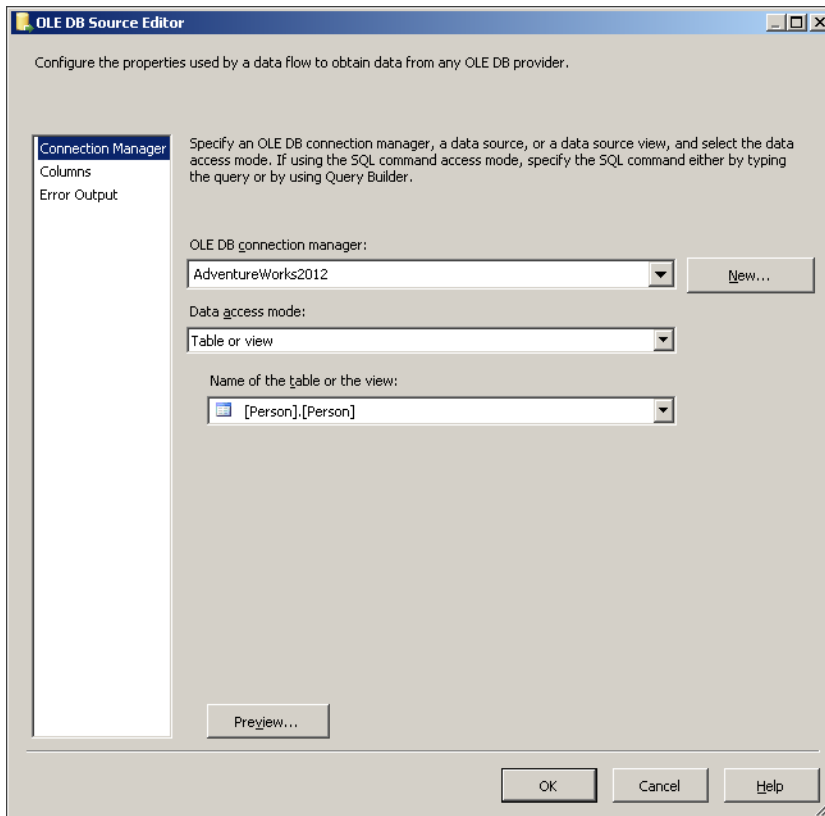 OLE DB Source Editor
Configure the properties used by a data flow to obtain data from any OLE DB provider.
Connection Manager
Columns
Error Output
Specify an OLE DB connection manager, a data source, or a data source view, and select the data
access mode. If using the SQL command access mode, specify the SQL command either by typing
the query or by using Query Builder.
OLE DB connection manager:
AdventureWorks2012
New...
Data access mode:
Table or view
Name of the table or the view:
[Person].[Person]
Preview...
OK
Cancel
Help